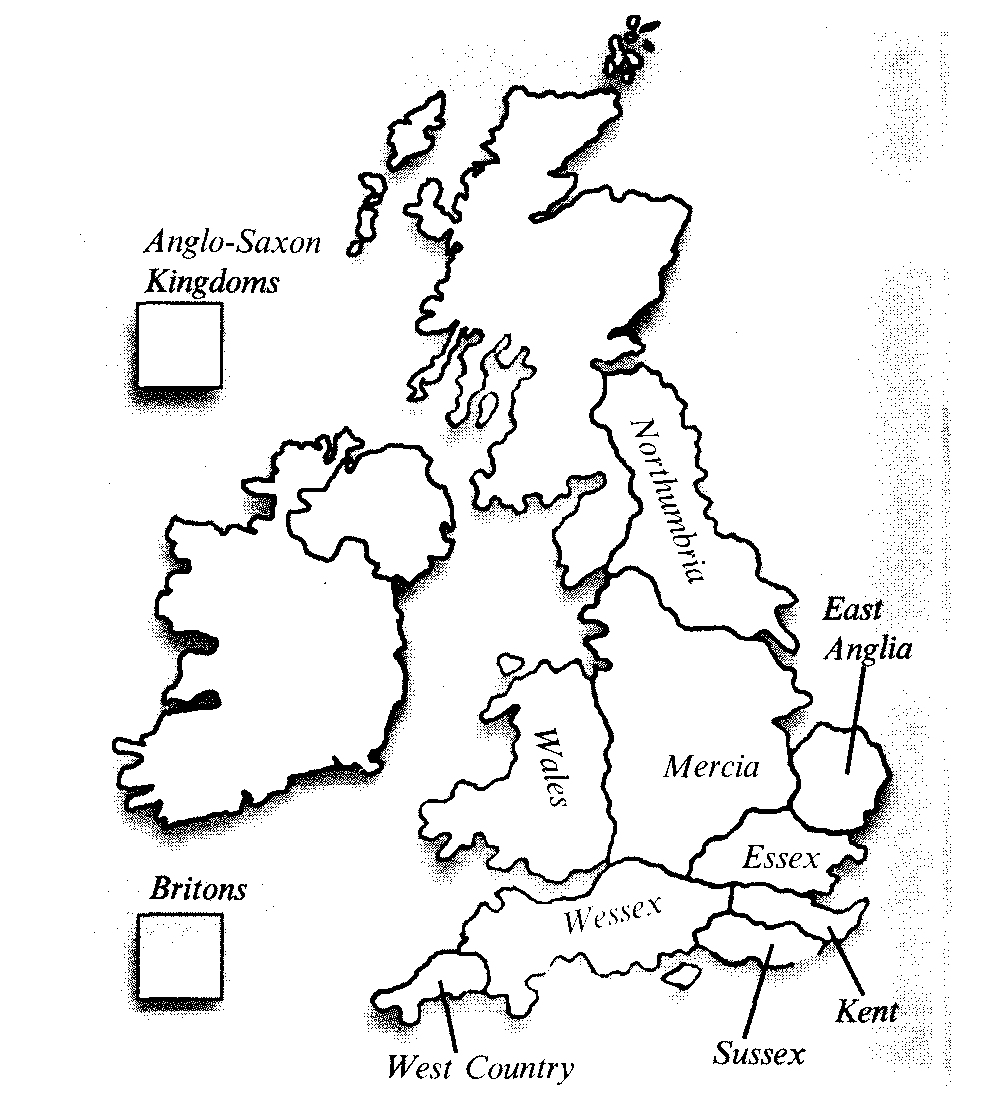 Anglo-Saxon
Kingdoms
Northumbria
East
Anglia
Wales
Mercia
Essex
Britons
Wessex
Kent
Sussex
West Country